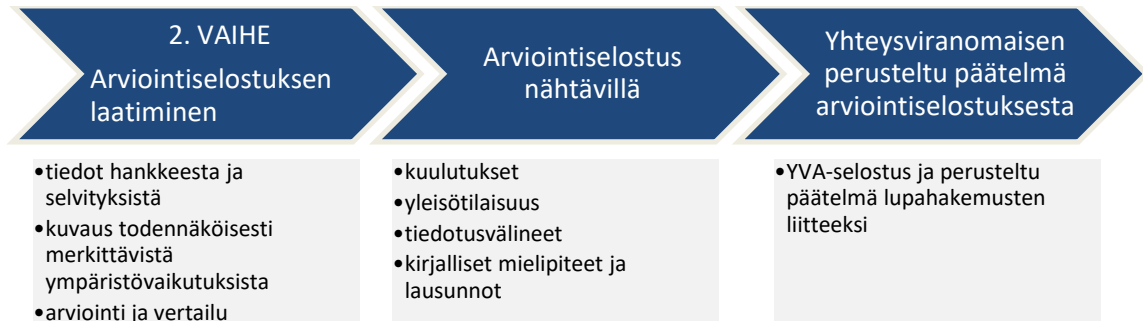 2. VAIHE
Arviointiselostuksen
laatiminen
•tiedot hankkeesta ja
selvityksistä
•kuvaus todennäköisesti
merkittävistä
ympäristövaikutuksista
•arviointi ja vertailu
Arviointiselostus
nähtävillä
•kuulutukset
•yleisötilaisuus
•tiedotusvälineet
•kirjalliset mielipiteet ja
lausunnot
Yhteysviranomaisen
perusteltu päätelmä
arviointiselostuksesta
•YVA-selostus ja perusteltu
päätelmä lupahakemusten
liitteeksi